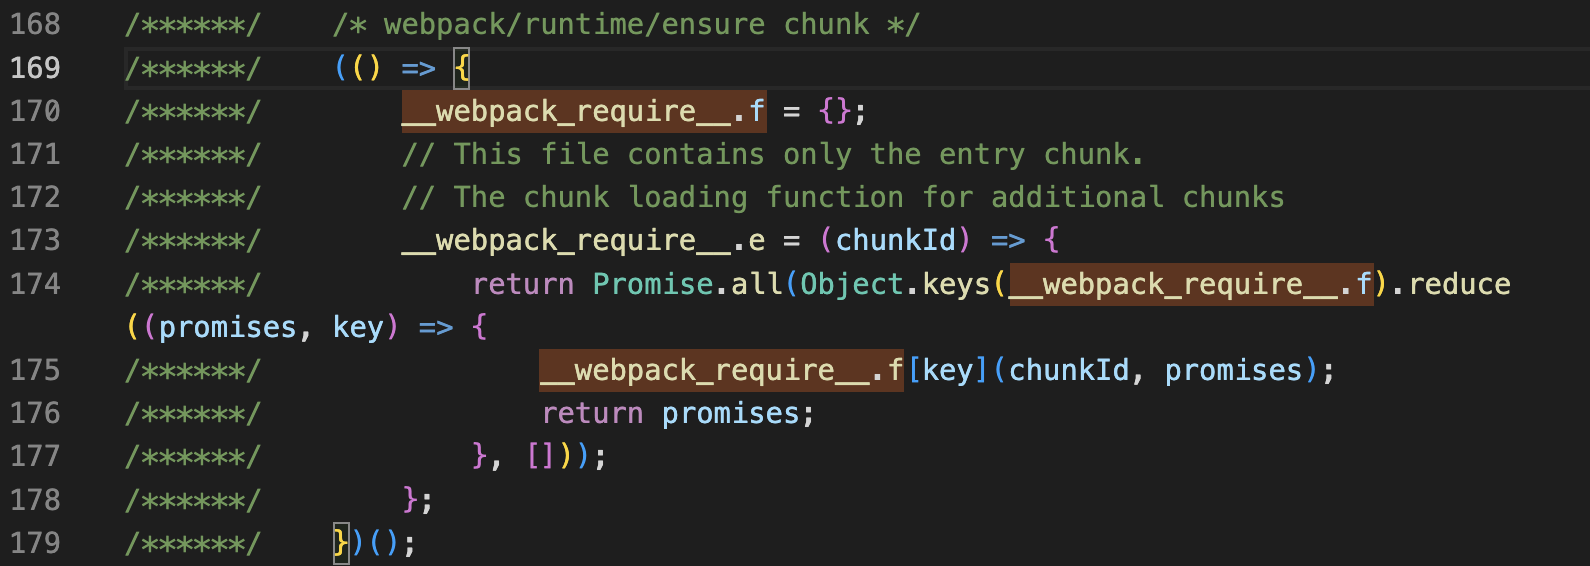 168 /******/ /* webpack/runtime/ensure chunk */
169 /******/ (() => {
170 /******/ __webpack_require__.f = {};
171 /******/ // This file contains only the entry chunk.
172 /******/ // The chunk loading function for additional chunks
173 /******/ __webpack_require__.e = (chunkId) => {
174 /******/ return Promise.all(Object.keys(__webpack_require__.f).reduce
((promises, key) => {
175 /******/ __webpack_require__.f[key](chunkId, promises);
176 /******/ return promises;
177 /******/ }, []));
178 /******/ };
179 /******/ })();